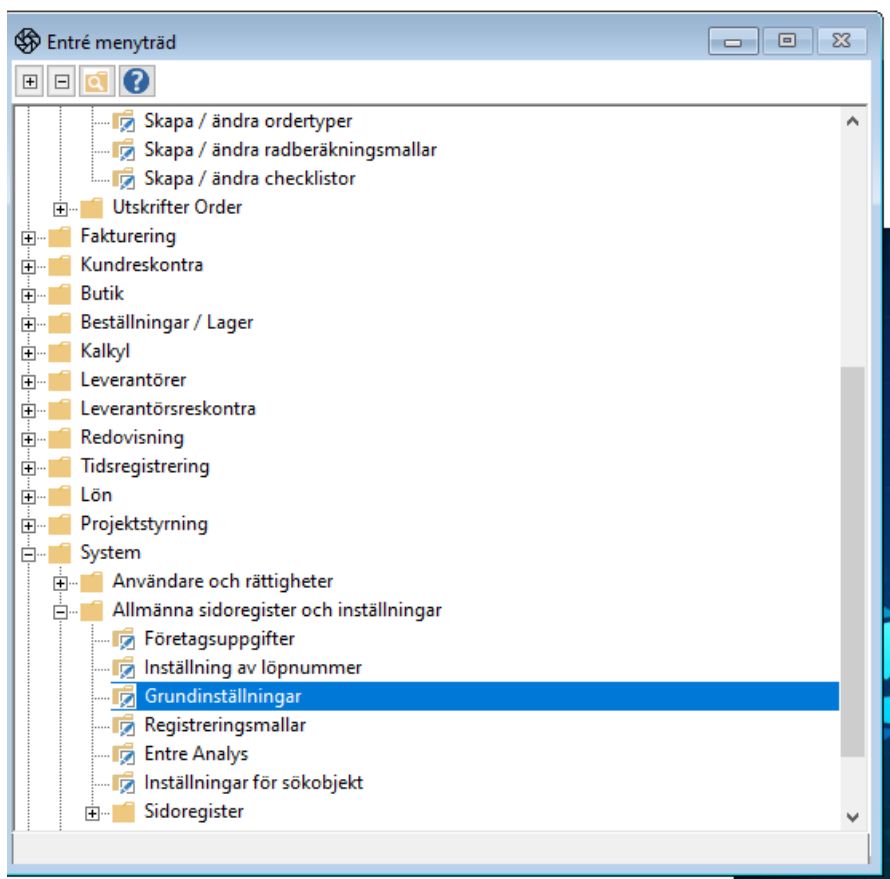 Entré menyträd
Skapa / ändra ordertyper
Skapa / ändra radberäkningsmallar
Skapa / ändra checklistor
Utskrifter Order
Fakturering
Kundreskontra
Butik
Beställningar / Lager
Kalkyl
Leverantörer
Leverantörsreskontra
Redovisning
Tidsregistrering
Lön
Projektstyrning
System
Användare och rättigheter
Allmänna sidoregister och inställningar
Företagsuppgifter
Inställning av löpnummer
Grundinställningar
Registreringsmallar
Entre Analys
Inställningar för sökobjekt
Sidoregister